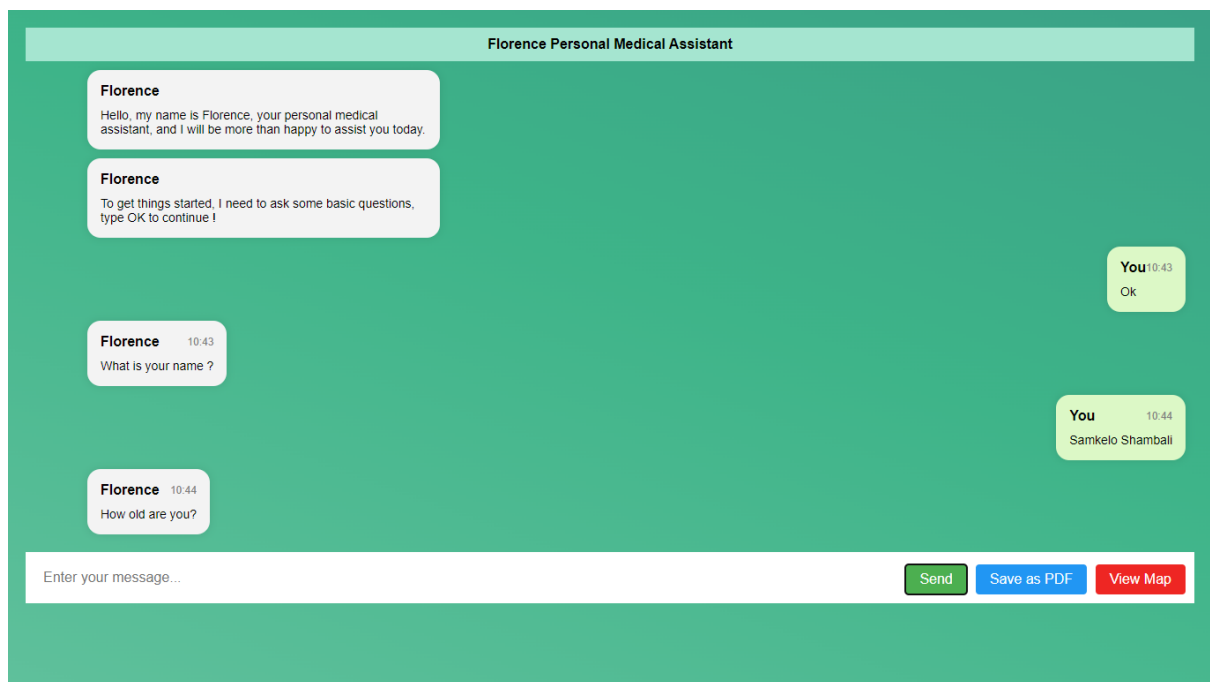 Florence Personal Medical Assistant
Florence
Hello, my name is Florence, your personal medical
assistant, and I will be more than happy to assist you today.
Florence
To get things started, I need to ask some basic questions,
type OK to continue !
You10:43
Ok
Florence 10:43
What is your name ?
You 10:44
Samkelo Shambali
Florence 10:44
How old are you?
Enter your message... Send Save as PDF View Map